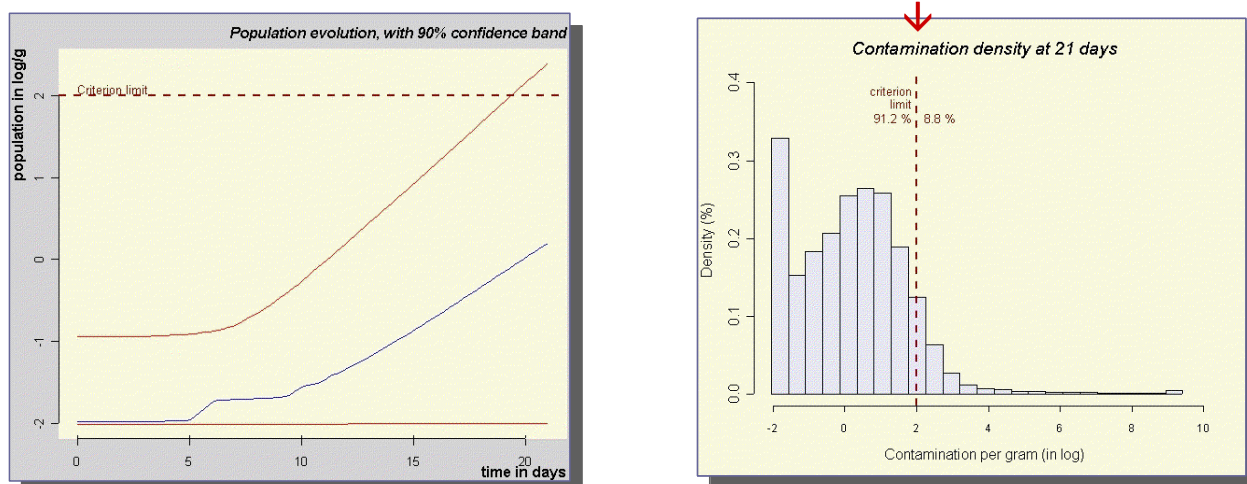 Population evolution, with 90% confidence band
population in log/g
2
1
0
-1
-2
Criterion limit
0 5 10 15 20
time in days
Contamination density at 21 days
Density (%)
0.4
0.3
0.2
0.1
0.0
criterion
limit
91.2 % 8.8 %
-2 0 2 4 6 8 10
Contamination per gram (in log)